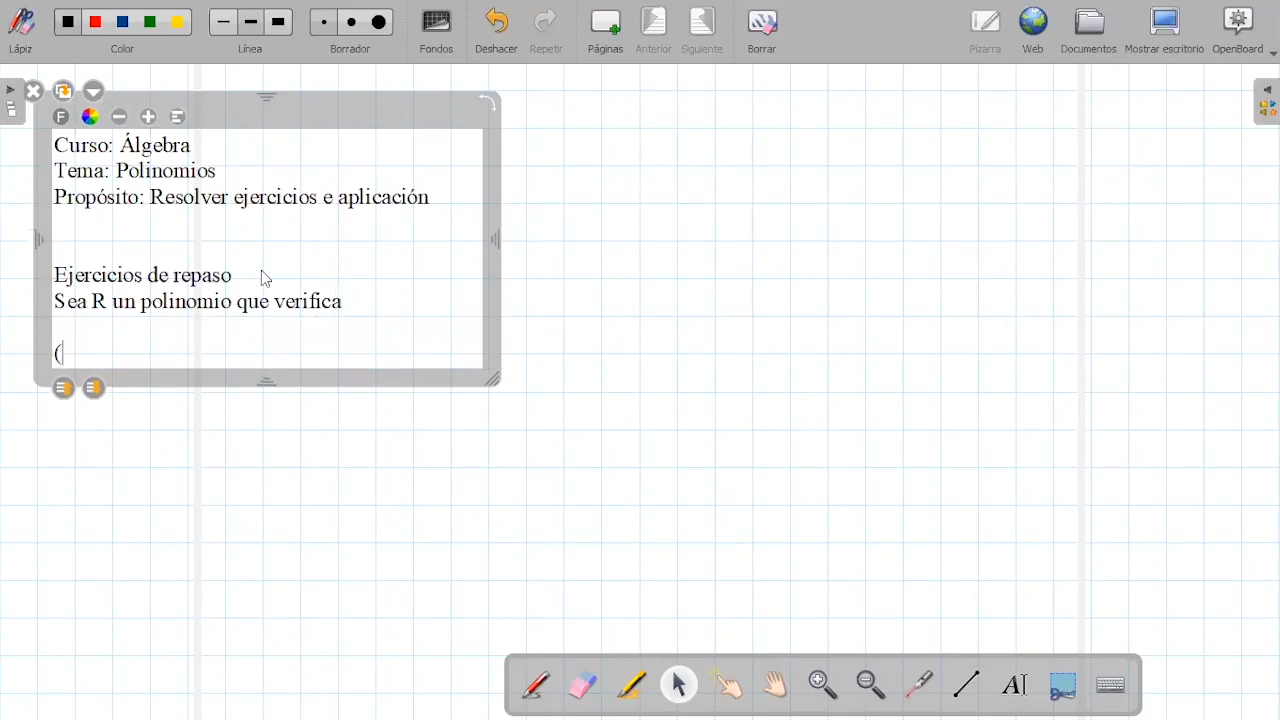 Lápiz
Color
Línea
Borrador
Fondos
Deshacer
Repetir
Páginas
Anterior
Siguiente
Borrar
Pizarra
Web
Documentos
Mostrar escritorio
OpenBoard
F
Curso: Álgebra
Tema: Polinomios
Propósito: Resolver ejercicios e aplicación
Ejercicios de repaso
Sea R un polinomio que verifica
(
AI